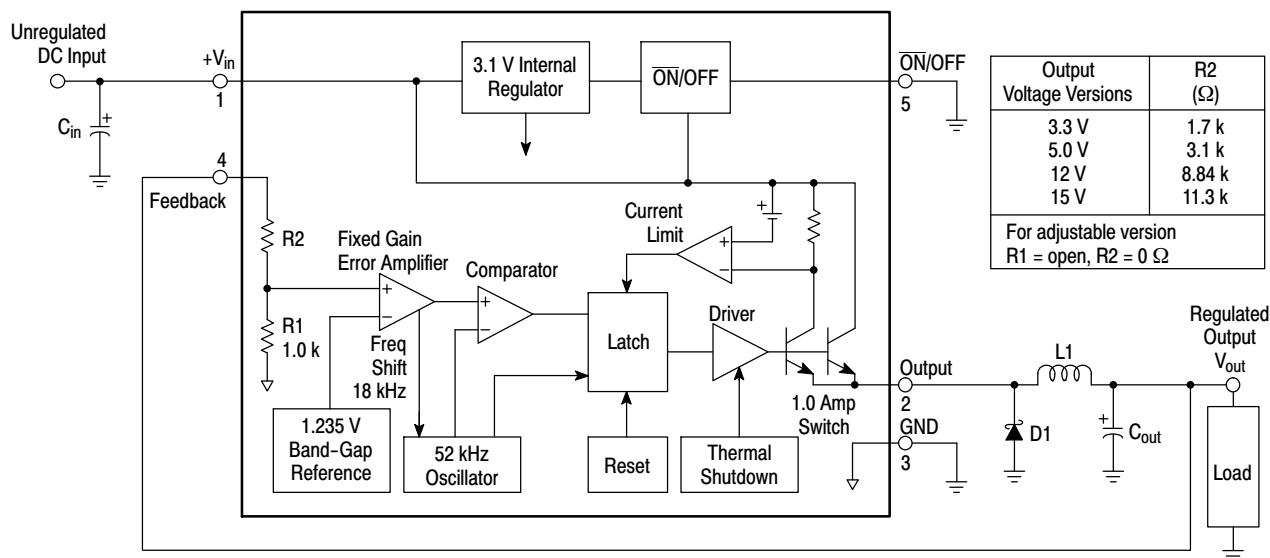 Unregulated
DC Input
+Vin
1
Cin
+
4
Feedback
3.1 V Internal
Regulator
O̅N̅/OFF
O̅N̅/OFF
5
Output
Voltage Versions
R2
(Ω)
3.3 V
1.7 k
5.0 V
3.1 k
12 V
8.84 k
15 V
11.3 k
For adjustable version
R1 = open, R2 = 0 Ω
R2
Fixed Gain
Error Amplifier
+
−
Comparator
+
−
Current
Limit
+
−
+
R1
1.0 k
Freq
Shift
18 kHz
Latch
Driver
1.235 V
Band-Gap
Reference
52 kHz
Oscillator
Reset
Thermal
Shutdown
1.0 Amp
Switch
Output
2
GND
3
L1
D1
+
Cout
Regulated
Output
Vout
Load